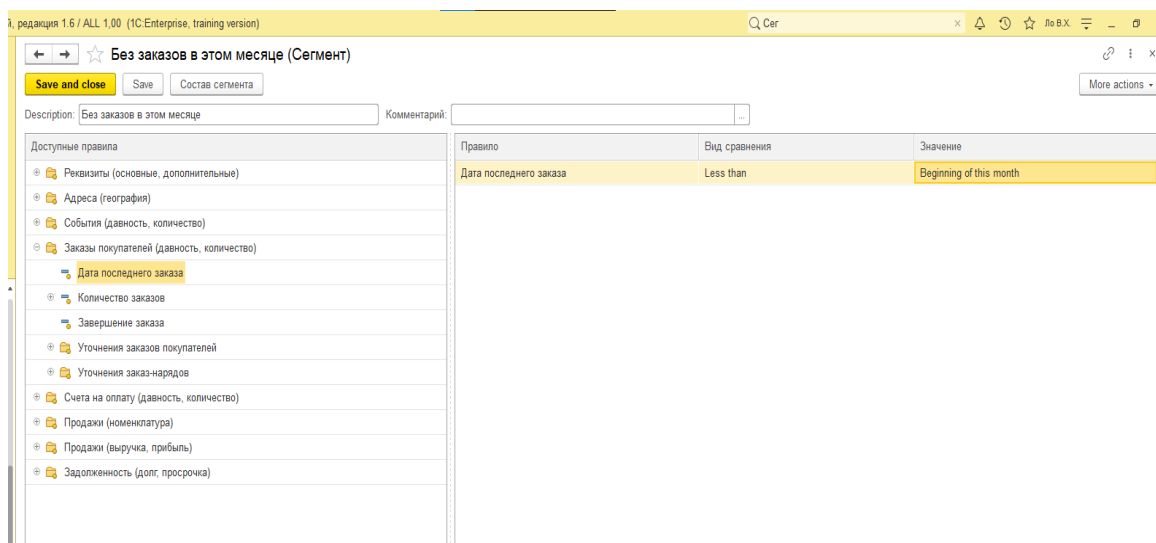 й, редакция 1.6 / ALL 1,00 (1C:Enterprise, training version)
Сег
Ло В.Х.
Без заказов в этом месяце (Сегмент)
Save and close
Save
Состав сегмента
More actions
Description: Без заказов в этом месяце
Комментарий:
...
Доступные правила
Правило
Вид сравнения
Значение
Реквизиты (основные, дополнительные)
Дата последнего заказа
Less than
Beginning of this month
Адреса (география)
События (давность, количество)
Заказы покупателей (давность, количество)
Дата последнего заказа
Количество заказов
Завершение заказа
Уточнения заказов покупателей
Уточнения заказ-нарядов
Счета на оплату (давность, количество)
Продажи (номенклатура)
Продажи (выручка, прибыль)
Задолженность (долг, просрочка)